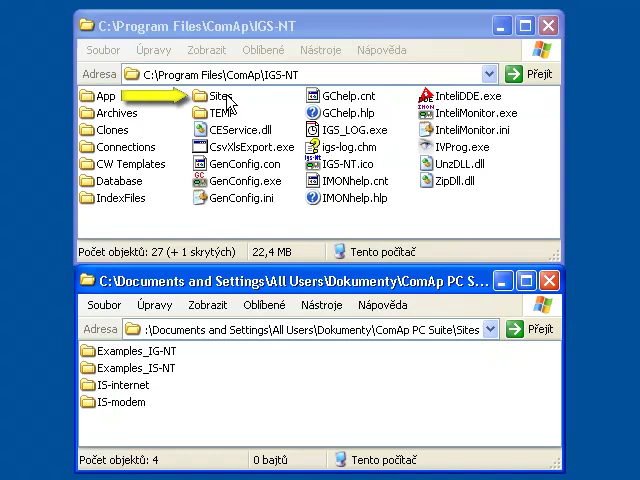 C:\Program Files\ComAp\IGS-NT
Soubor Úpravy Zobrazit Oblíbené Nástroje Nápověda
Adresa C:\Program Files\ComAp\IGS-NT Přejít
App Sites GChelp.cnt InteliDDE.exe
Archives TEMP GChelp.hlp InteliMonitor.exe
Clones CEService.dl IGS_LOG.exe InteliMonitor.ini
Connections CsvXlsExport.exe igs-log.chm IVProg.exe
CW Templates GenConfig.con IGS-NT.ico UnzDLL.dll
Database GenConfig.exe IMONhelp.cnt ZipDll.dll
IndexFiles GenConfig.ini IMONhelp.hlp
Počet objektů: 27 (+ 1 skrytých) 22,4 MB Tento počítač
C:\Documents and Settings\All Users\Dokumenty\ComAp PC S...
Soubor Úpravy Zobrazit Oblíbené Nástroje Nápověda
Adresa :\Documents and Settings\All Users\Dokumenty\ComAp PC Suite\Sites Přejít
Examples_IG-NT
Examples_IS-NT
IS-internet
IS-modem
Počet objektů: 4 0 bajtů Tento počítač